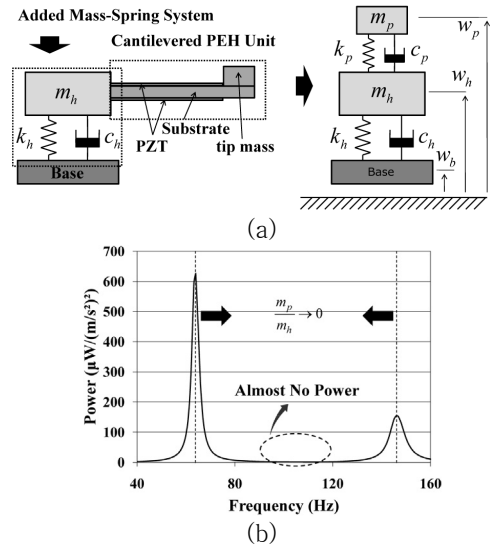 Added Mass-Spring System
Cantilevered PEH Unit
m_h
k_h
c_h
Substrate
PZT
tip mass
Base
m_p
k_p
c_p
m_h
k_h
c_h
Base
w_p
w_h
w_b
(a)
Power (μW/(m/s²)²)
700
600
500
400
300
200
100
0
m_p/m_h → 0
Almost No Power
40
80
120
160
Frequency (Hz)
(b)